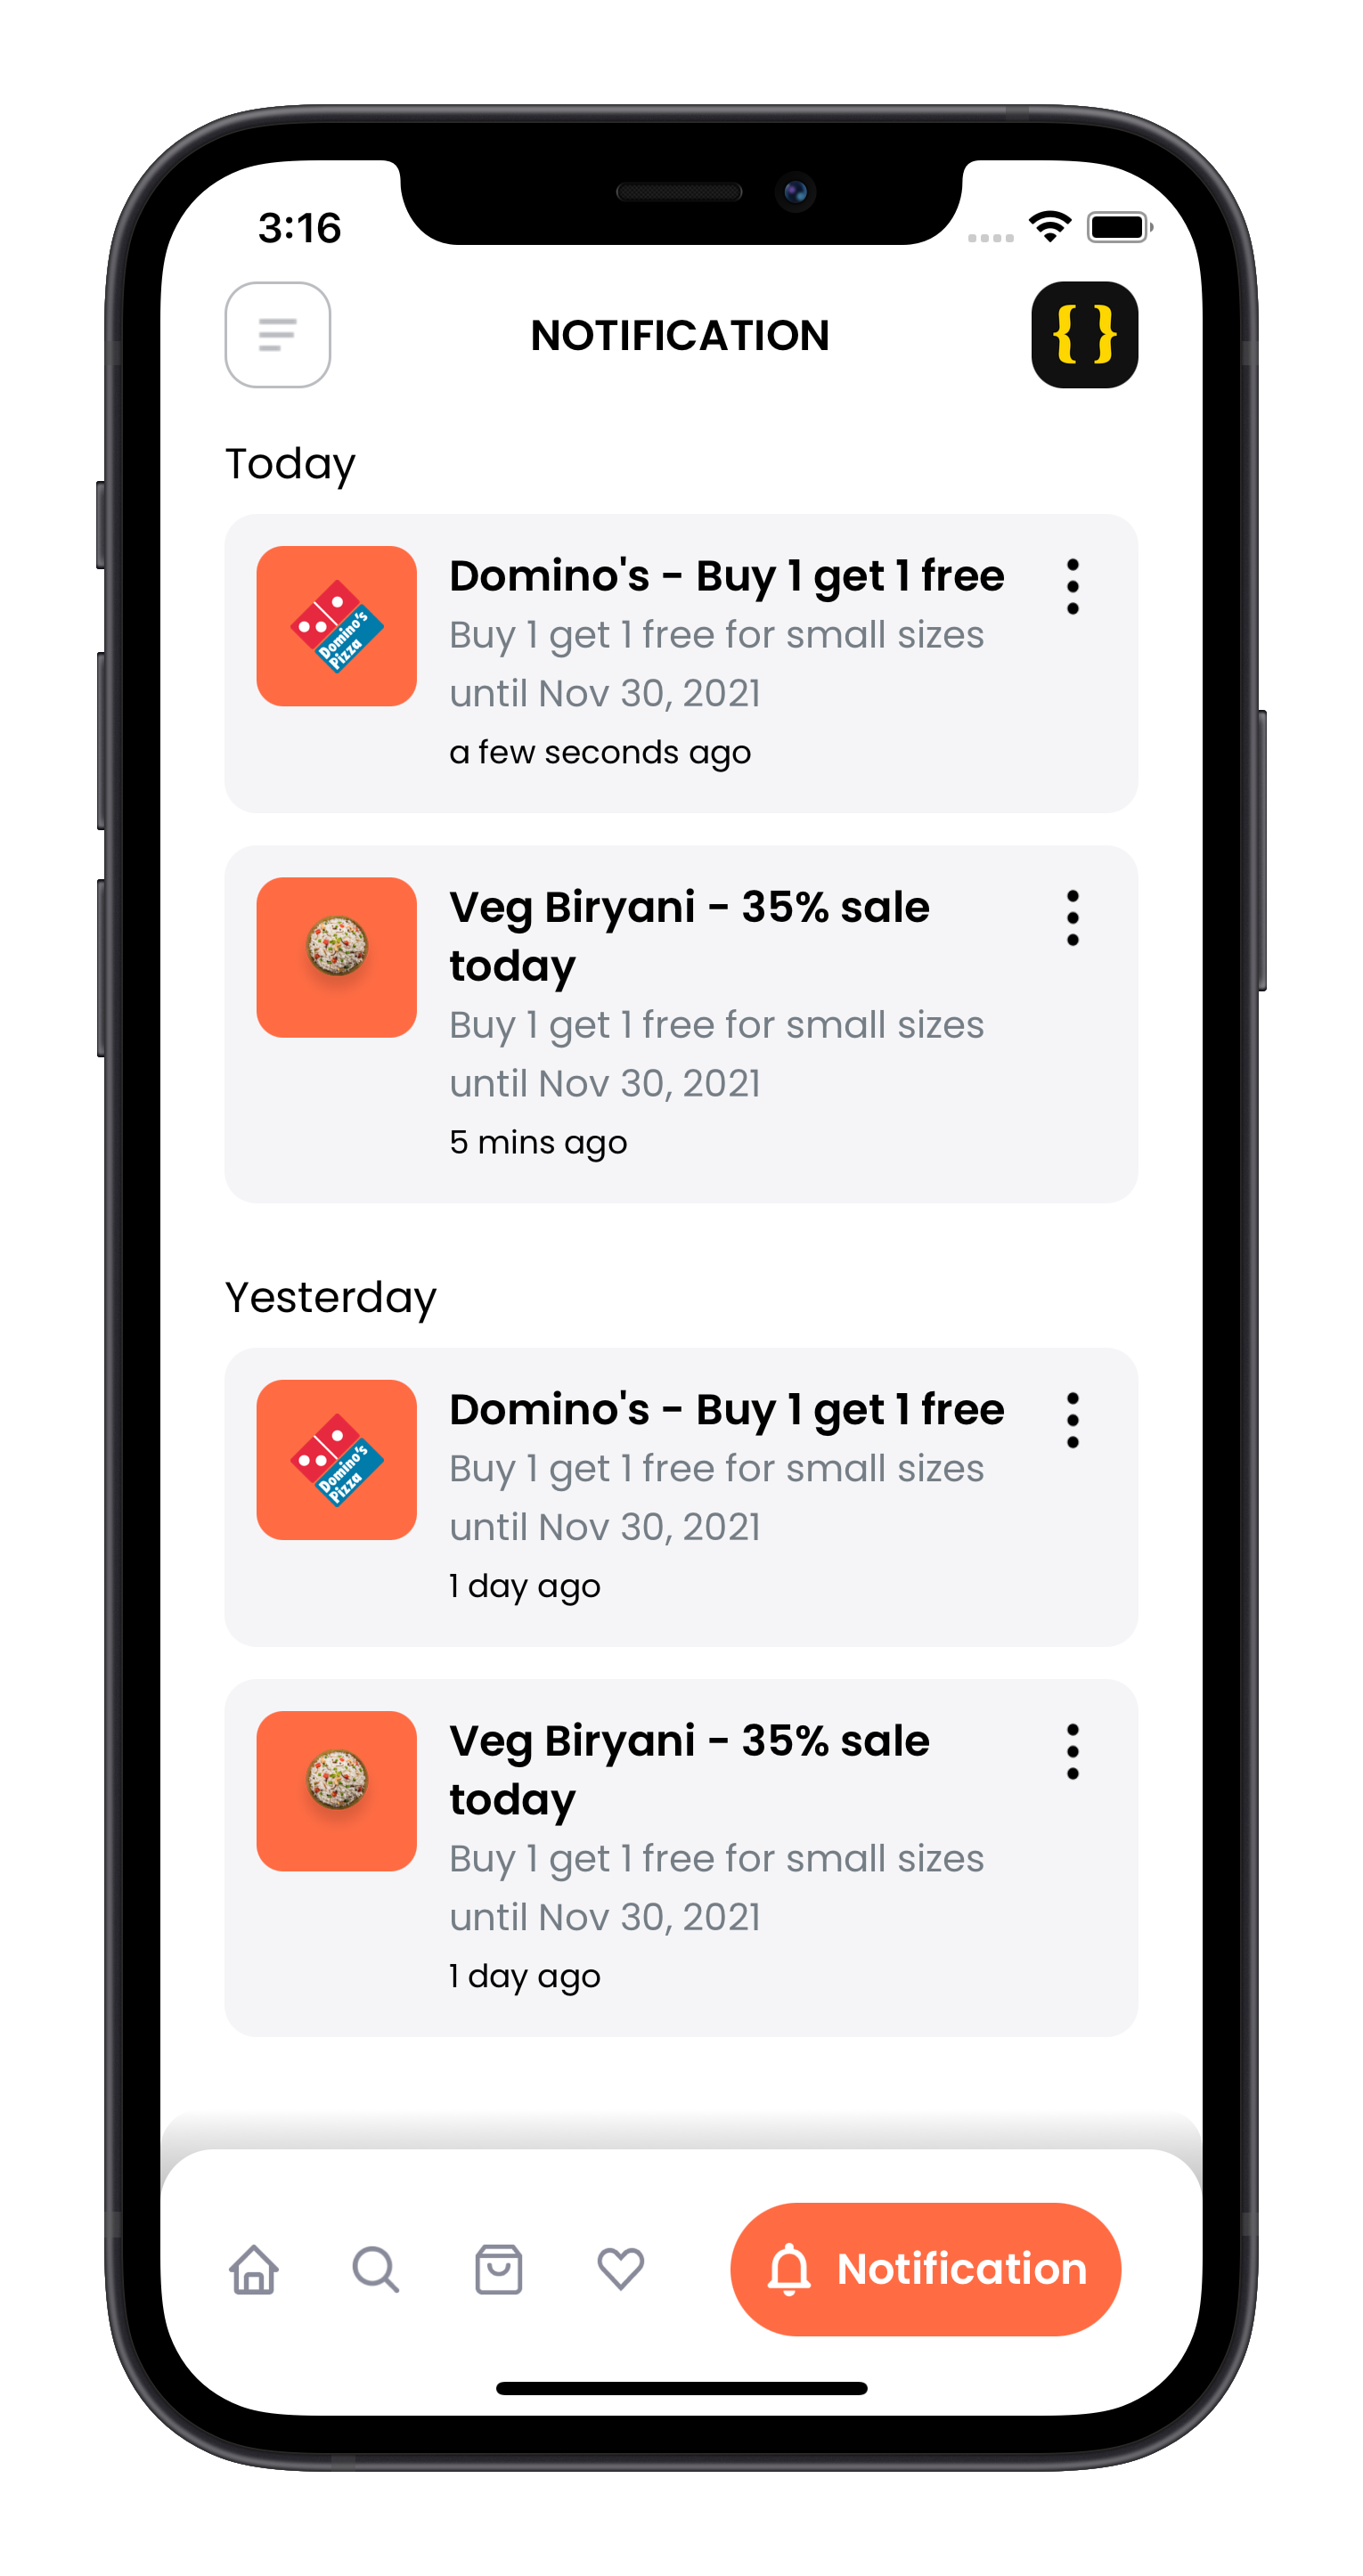 3:16
NOTIFICATION
{ }
Today
Domino's - Buy 1 get 1 free
Buy 1 get 1 free for small sizes
until Nov 30, 2021
a few seconds ago
Domino's
Pizza
Veg Biryani - 35% sale
today
Buy 1 get 1 free for small sizes
until Nov 30, 2021
5 mins ago
Yesterday
Domino's - Buy 1 get 1 free
Buy 1 get 1 free for small sizes
until Nov 30, 2021
1 day ago
Domino's
Pizza
Veg Biryani - 35% sale
today
Buy 1 get 1 free for small sizes
until Nov 30, 2021
1 day ago
Notification